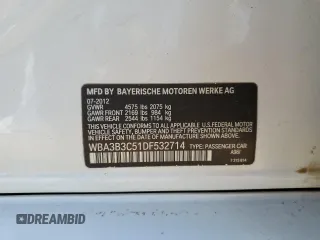 MFD BY BAYERISCHE MOTOREN WERKE AG
07-2012
GVWR 4575 lbs 2075 kg
GAWR FRONT 2169 lbs 984 kg
GAWR REAR 2544 lbs 1154 kg
THIS VEHICLE CONFORMS TO ALL APPLICABLE U.S. FEDERAL MOTOR
VEHICLE SAFETY, BUMPER, AND THEFT PREVENTION STANDARDS
IN EFFECT ON THE DATE OF MANUFACTURE SHOWN ABOVE.
WBA3B3C51DF532714 TYPE: PASSENGER CAR
DREAMBID